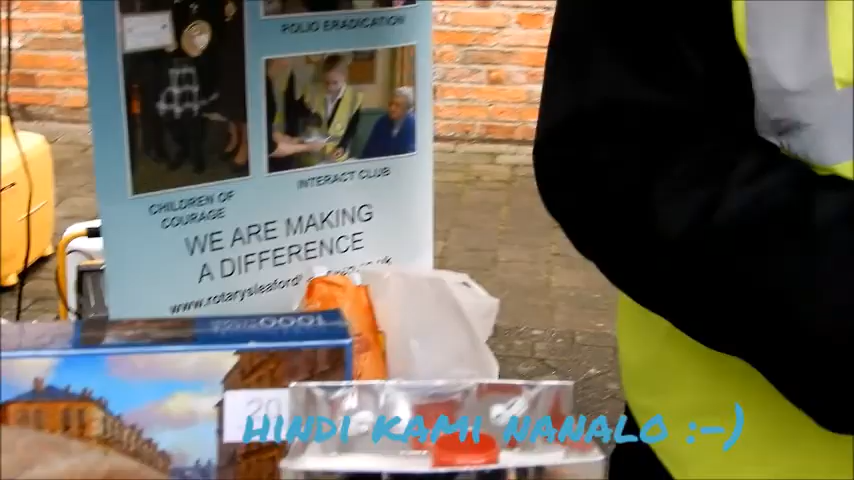 POLIO ERADICATION
INTERACT CLUB
CHILDREN OF
COURAGE
WE ARE MAKING
A DIFFERENCE
1000
20
HINDI KAMI NANALO :-)